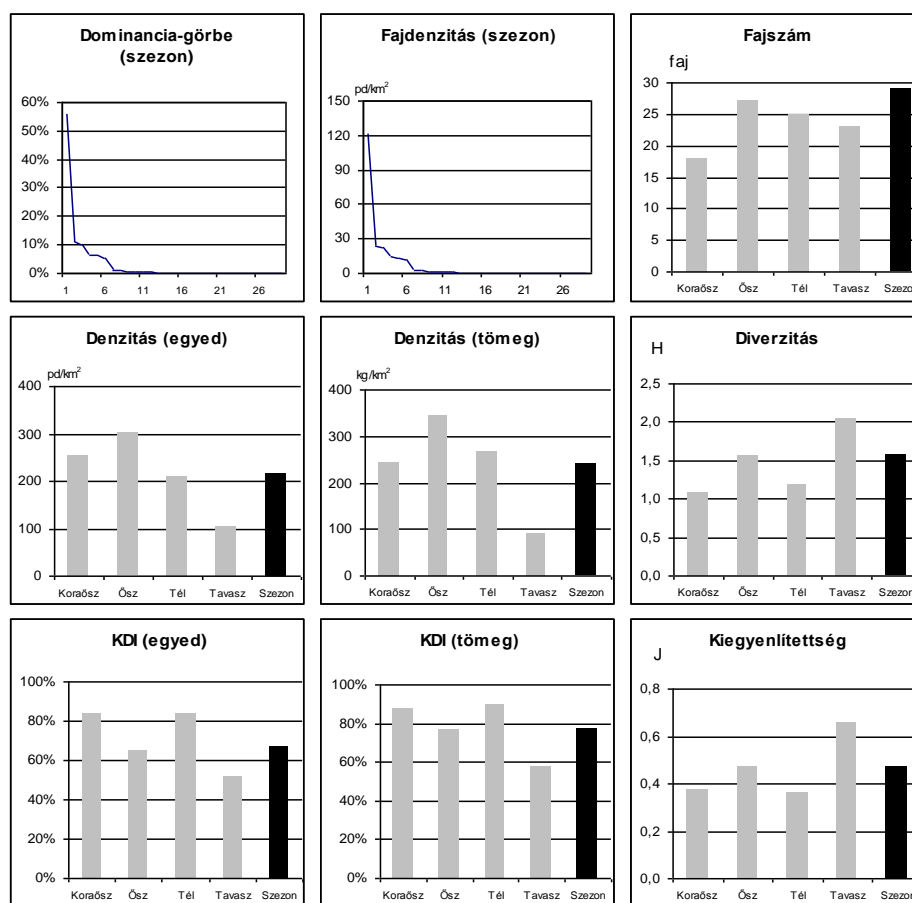 Dominancia-görbe
(szezon)
60%
50%
40%
30%
20%
10%
0%
1 6 11 16 21 26
Fajdenzitás (szezon)
pd/km²
150
120
90
60
30
0
1 6 11 16 21 26
Fajszám
faj
30
25
20
15
10
5
0
Koraősz Ősz Tél Tavasz Szezon
Denzitás (egyed)
pd/km²
400
300
200
100
0
Koraősz Ősz Tél Tavasz Szezon
Denzitás (tömeg)
kg/km²
400
300
200
100
0
Koraősz Ősz Tél Tavasz Szezon
Diverzitás
H
2,5
2,0
1,5
1,0
0,5
0,0
Koraősz Ősz Tél Tavasz Szezon
KDI (egyed)
100%
80%
60%
40%
20%
0%
Koraősz Ősz Tél Tavasz Szezon
KDI (tömeg)
100%
80%
60%
40%
20%
0%
Koraősz Ősz Tél Tavasz Szezon
Kiegyenlítettség
J
0,8
0,6
0,4
0,2
0,0
Koraősz Ősz Tél Tavasz Szezon